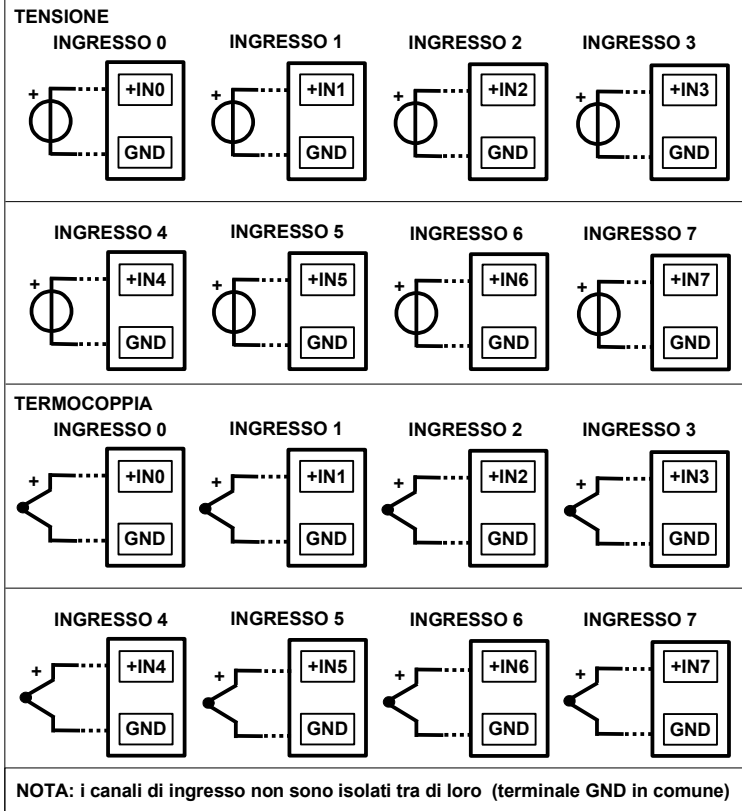 TENSIONE
INGRESSO 0 INGRESSO 1 INGRESSO 2 INGRESSO 3
+ +IN0 + +IN1 + +IN2 + +IN3
GND GND GND GND
INGRESSO 4 INGRESSO 5 INGRESSO 6 INGRESSO 7
+ +IN4 + +IN5 + +IN6 + +IN7
GND GND GND GND
TERMOCOPPIA
INGRESSO 0 INGRESSO 1 INGRESSO 2 INGRESSO 3
+ +IN0 + +IN1 + +IN2 + +IN3
GND GND GND GND
INGRESSO 4 INGRESSO 5 INGRESSO 6 INGRESSO 7
+ +IN4 + +IN5 + +IN6 + +IN7
GND GND GND GND
NOTA: i canali di ingresso non sono isolati tra di loro (terminale GND in comune)